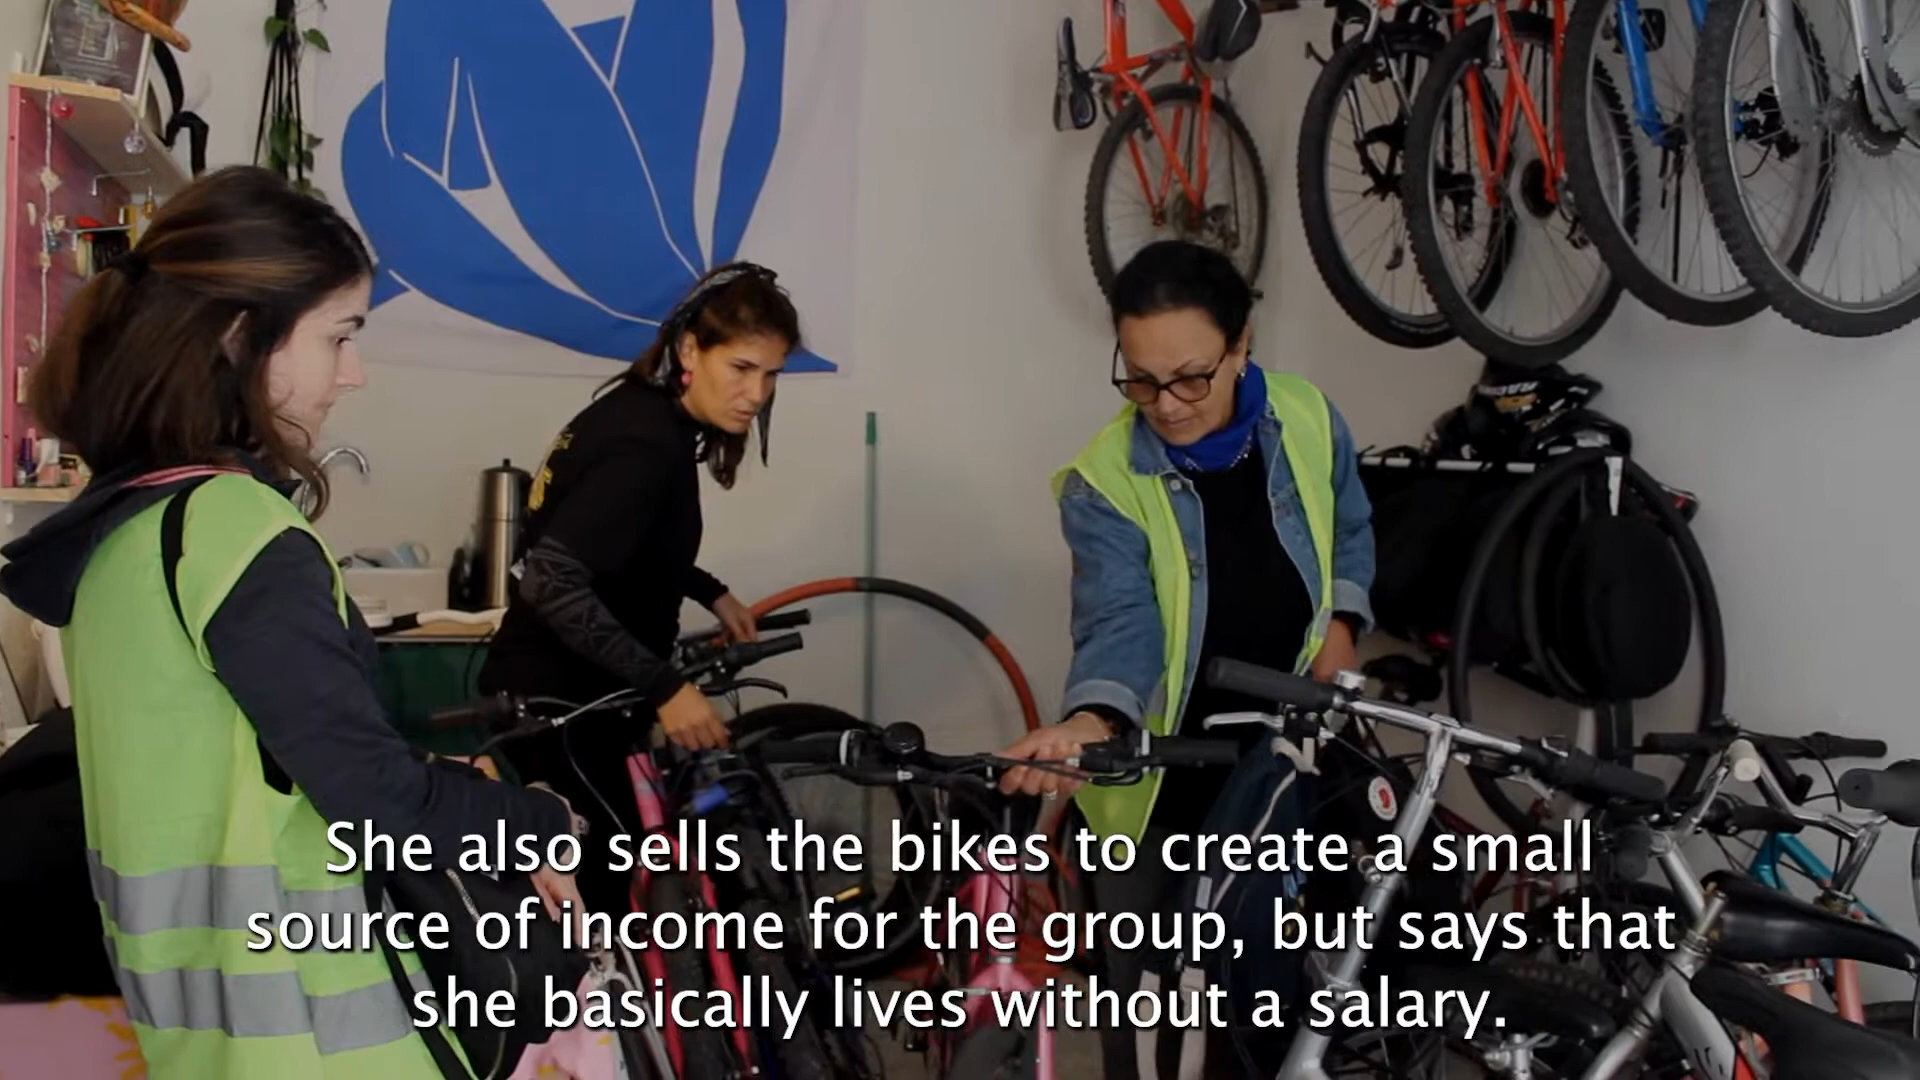 She also sells the bikes to create a small
source of income for the group, but says that
she basically lives without a salary.